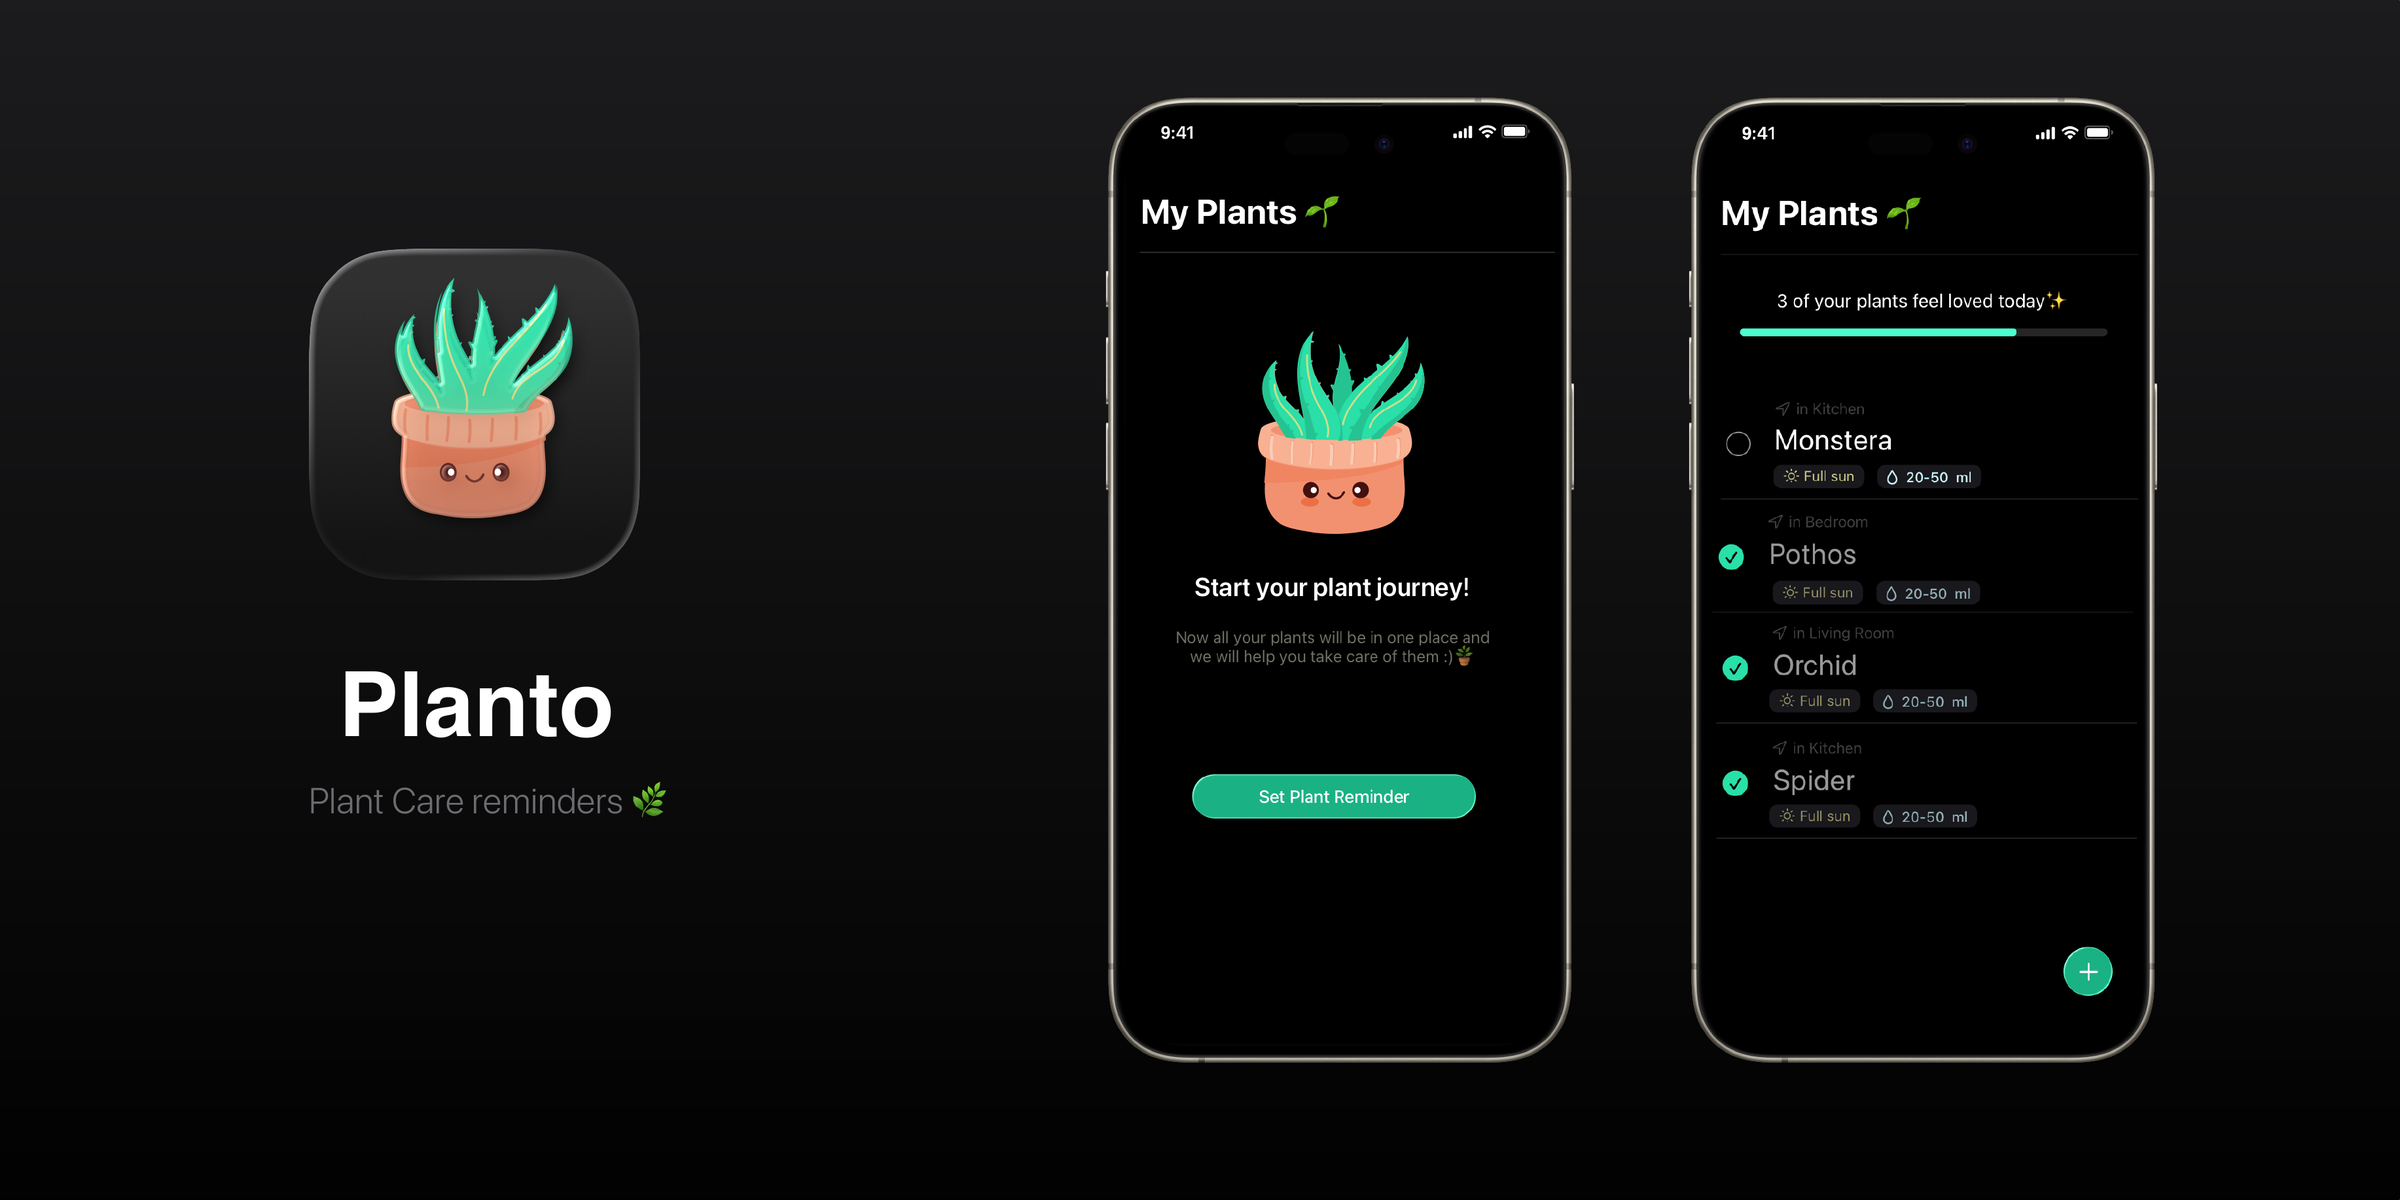 Planto
Plant Care reminders 🌿
9:41
My Plants 🌱
Start your plant journey!
Now all your plants will be in one place and
we will help you take care of them :)🪴
Set Plant Reminder
9:41
My Plants 🌱
3 of your plants feel loved today✨
in Kitchen
Monstera
Full sun 20-50 ml
in Bedroom
Pothos
Full sun 20-50 ml
in Living Room
Orchid
Full sun 20-50 ml
in Kitchen
Spider
Full sun 20-50 ml
+